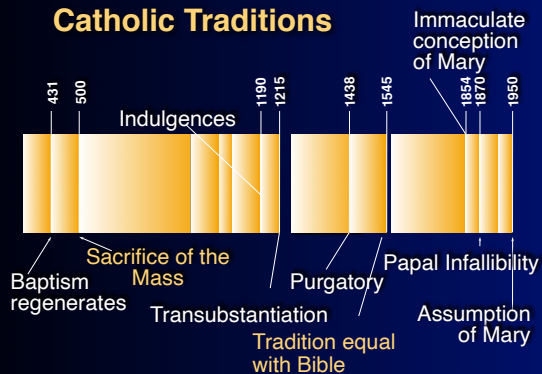 Catholic Traditions
Immaculate
conception
of Mary
431
500
1190
1215
1438
1545
1854
1870
1950
Indulgences
Baptism
regenerates
Sacrifice of the
Mass
Transubstantiation
Purgatory
Tradition equal
with Bible
Papal Infallibility
Assumption
of Mary